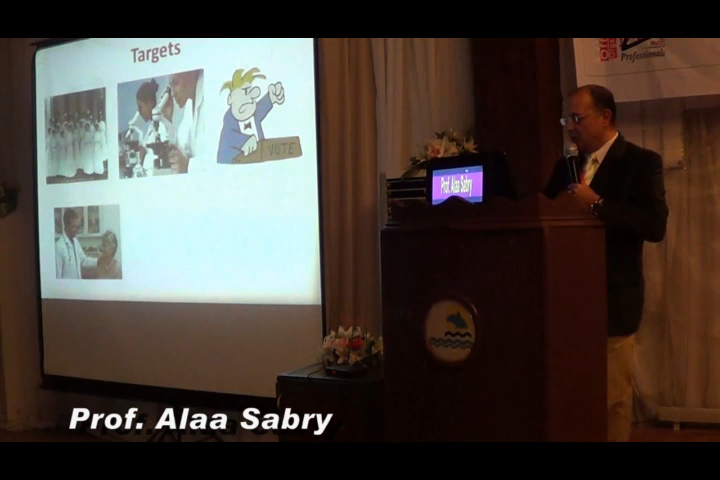 Targets
VOTE
Professionals
Prof. Alaa Sabry
Prof. Alaa Sabry